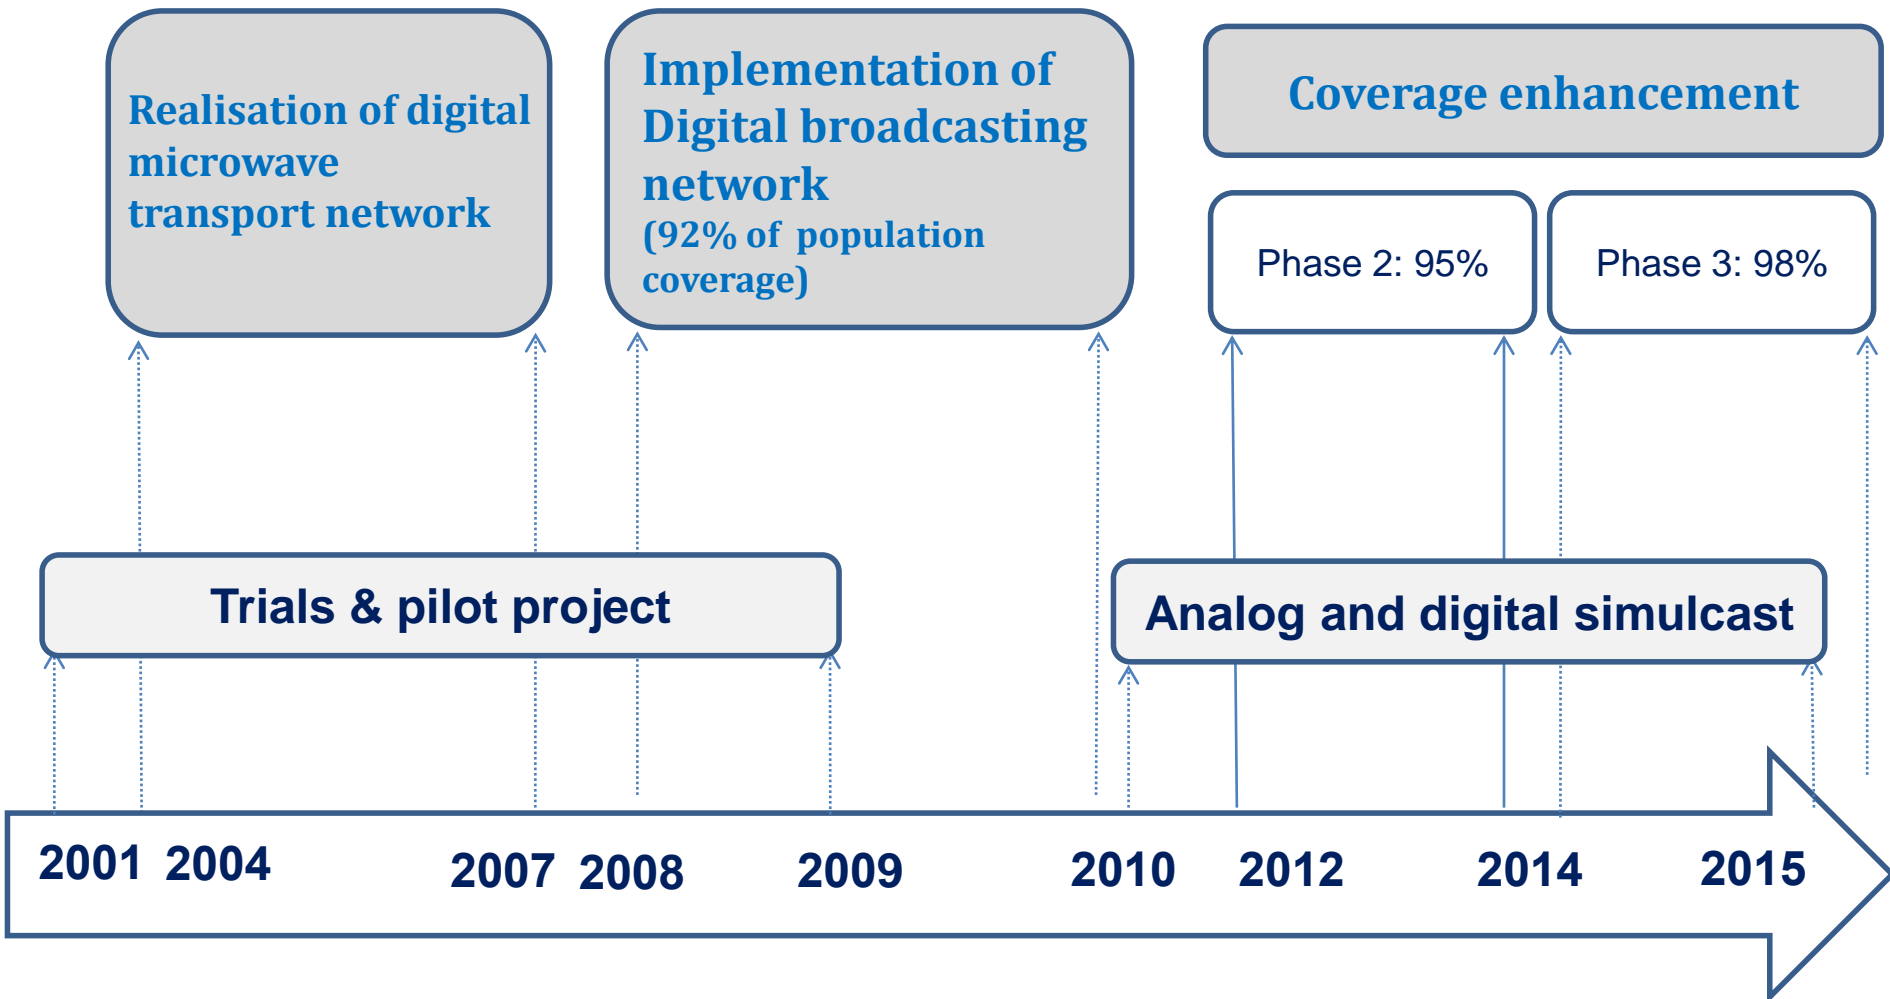 Realisation of digital
microwave
transport network
Implementation of
Digital broadcasting
network
(92% of population
coverage)
Coverage enhancement
Phase 2: 95%
Phase 3: 98%
Trials & pilot project
Analog and digital simulcast
2001 2004 2007 2008 2009 2010 2012 2014 2015